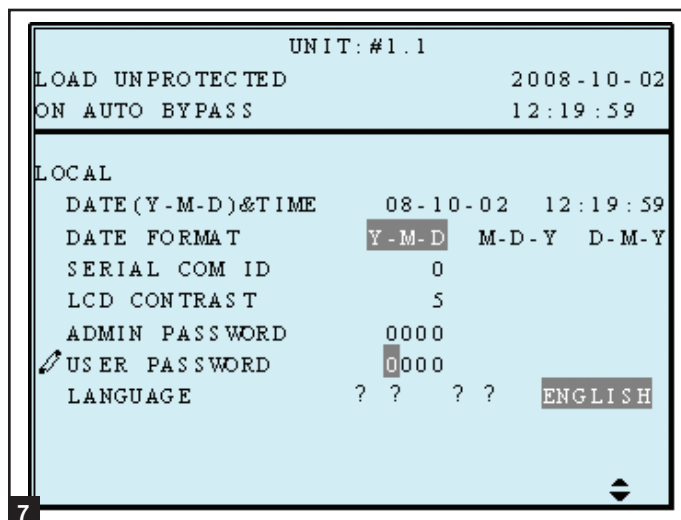 UNIT:#1.1
LOAD UNPROTECTED 2008-10-02
ON AUTO BYPASS 12:19:59
LOCAL
DATE(Y-M-D)&TIME 08-10-02 12:19:59
DATE FORMAT Y-M-D M-D-Y D-M-Y
SERIAL COM ID 0
LCD CONTRAST 5
ADMIN PASSWORD 0000
USER PASSWORD 0000
LANGUAGE ? ? ? ? ENGLISH
7